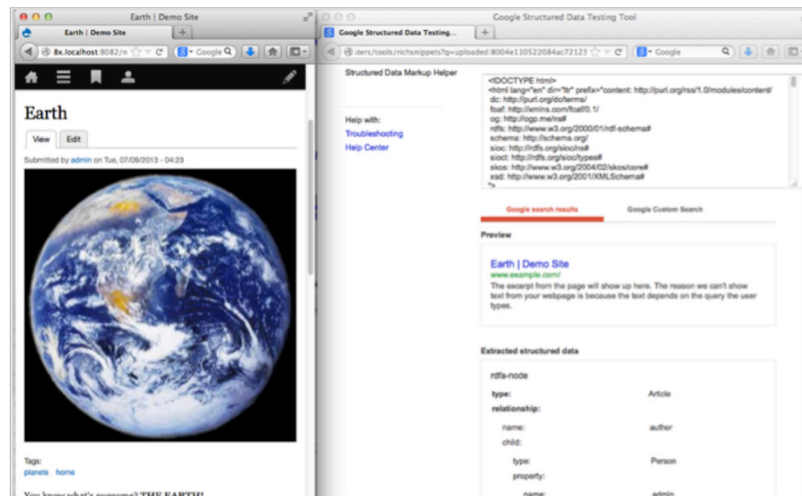 Earth | Demo Site
Earth | Demo Site
8x.localhost:8082/n
Google
Earth
View
Edit
Submitted by admin on Tue, 07/09/2013 - 04:23
Tags:
planets home
You know what's awesome? THE EARTH!
Google Structured Data Testing Tool
Google Structured Data Testing...
iters/tools/richsnippets?q=uploaded:8004e110522084ac72123
Google
Structured Data Markup Helper
Help with:
Troubleshooting
Help Center
<!DOCTYPE html>
<html lang="en" dir="ltr" prefix="content: http://purl.org/rss/1.0/modules/content/
dc: http://purl.org/dc/terms/
foaf: http://xmlns.com/foaf/0.1/
og: http://ogp.me/ns#
rdfs: http://www.w3.org/2000/01/rdf-schema#
schema: http://schema.org/
sioc: http://rdfs.org/sioc/ns#
sioct: http://rdfs.org/sioc/types#
skos: http://www.w3.org/2004/02/skos/core#
xsd: http://www.w3.org/2001/XMLSchema#
">
Google search results
Google Custom Search
Preview
Earth | Demo Site
www.example.com/
The excerpt from the page will show up here. The reason we can't show
text from your webpage is because the text depends on the query the user
types.
Extracted structured data
rdfa-node
type: Article
relationship:
name: author
child:
type: Person
property:
name: admin